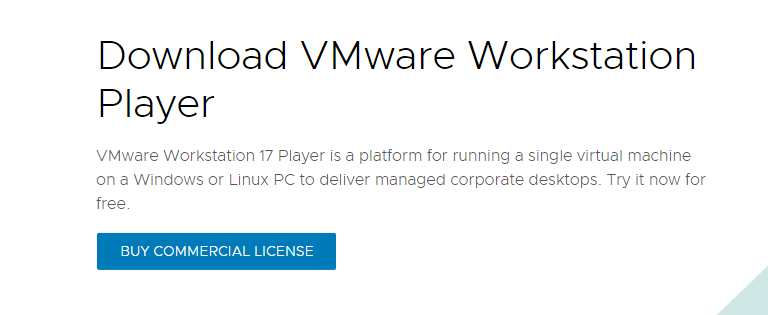 Download VMware Workstation
Player
VMware Workstation 17 Player is a platform for running a single virtual machine
on a Windows or Linux PC to deliver managed corporate desktops. Try it now for
free.
BUY COMMERCIAL LICENSE